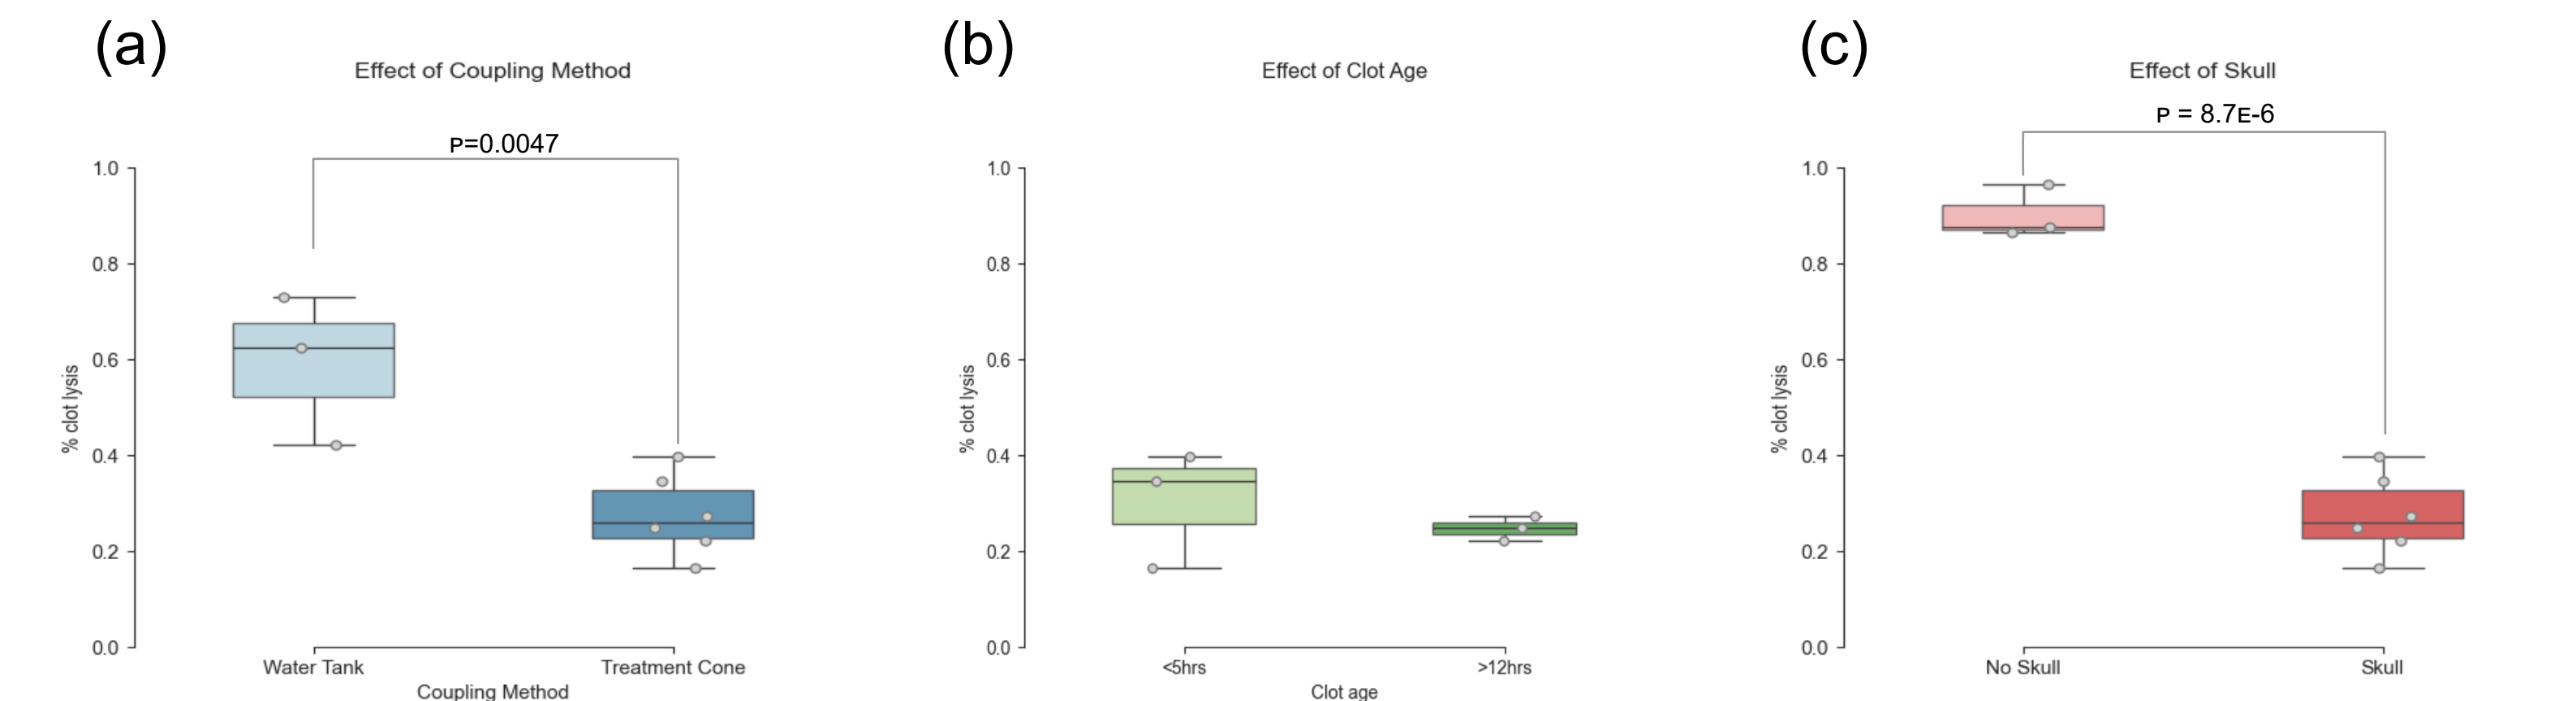 (a)
Effect of Coupling Method
P=0.0047
1.0
0.8
0.6
0.4
0.2
0.0
% clot lysis
Water Tank
Treatment Cone
Coupling Method
(b)
Effect of Clot Age
1.0
0.8
0.6
0.4
0.2
0.0
% clot lysis
<5hrs
>12hrs
Clot age
(c)
Effect of Skull
P = 8.7E-6
1.0
0.8
0.6
0.4
0.2
0.0
% clot lysis
No Skull
Skull